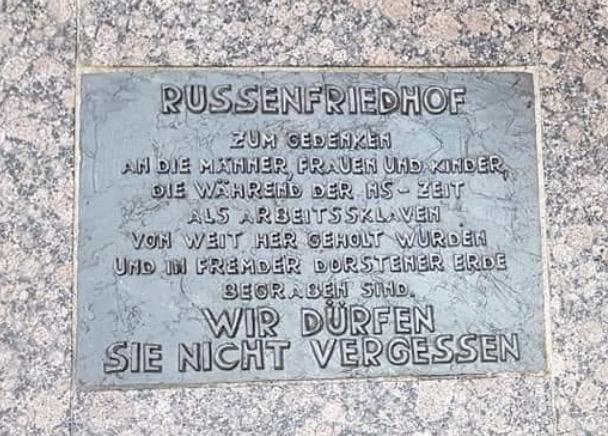 RUSSENFRIEDHOF
ZUM GEDENKEN
AN DIE MÄNNER, FRAUEN UND KINDER,
DIE WÄHREND DER NS-ZEIT
ALS ARBEITSSKLAVEN
VON WEIT HER GEHOLT WURDEN
UND IN FREMDER DORSTENER ERDE
BEGRABEN SIND.
WIR DÜRFEN
SIE NICHT VERGESSEN